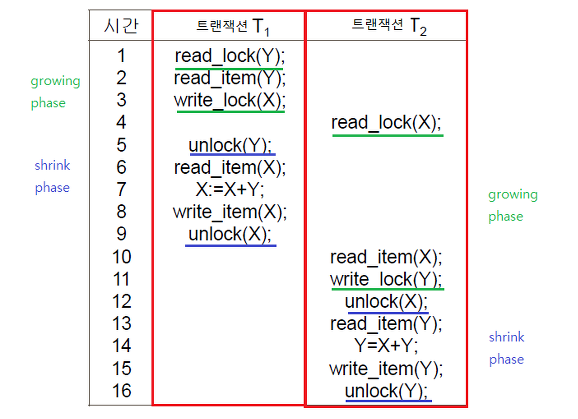 시간 트랜잭션 T1 트랜잭션 T2
1 read_lock(Y);
growing
2 read_item(Y);
phase
3 write_lock(X);
4 read_lock(X);
5 unlock(Y);
shrink
6 read_item(X);
phase
7 X:=X+Y;
growing
8 write_item(X);
phase
9 unlock(X);
10 read_item(X);
11 write_lock(Y);
12 unlock(X);
13 read_item(Y);
shrink
14 Y=X+Y;
phase
15 write_item(Y);
16 unlock(Y);